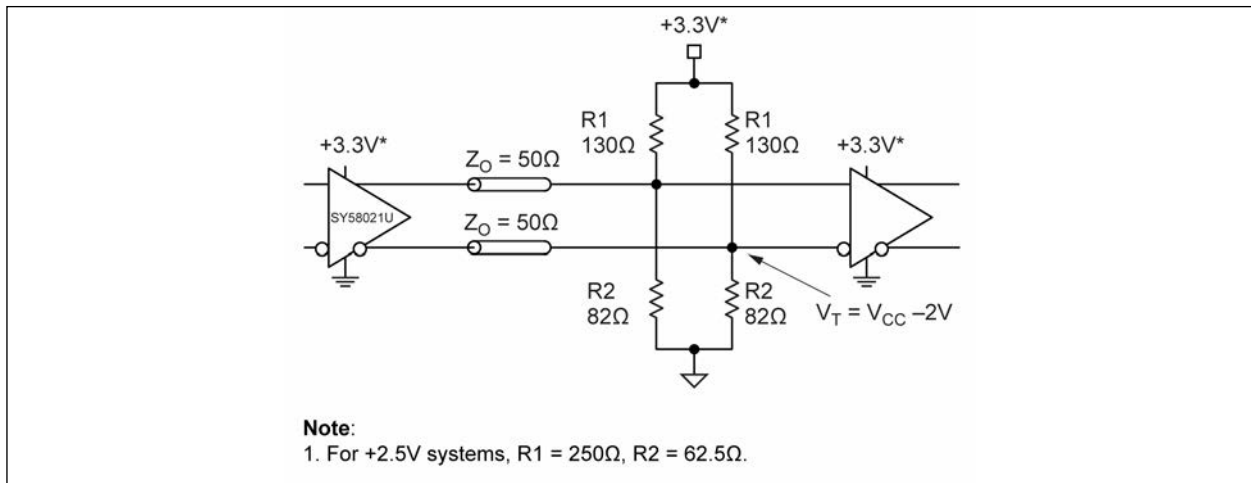 +3.3V*
R1
130Ω
R1
130Ω
+3.3V*
Z_O = 50Ω
+3.3V*
SY58021U
Z_O = 50Ω
R2
82Ω
R2
82Ω
V_T = V_CC –2V
Note:
1. For +2.5V systems, R1 = 250Ω, R2 = 62.5Ω.